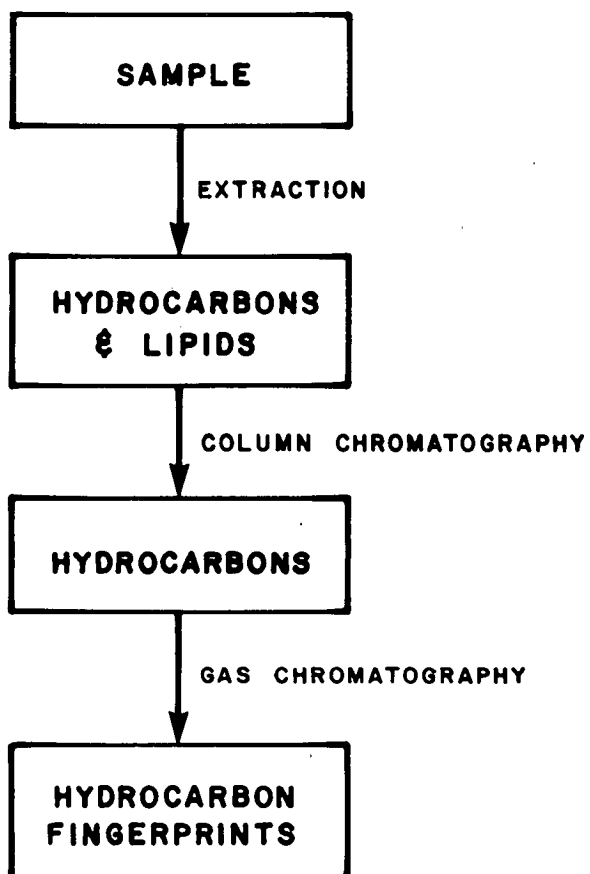 SAMPLE
EXTRACTION
HYDROCARBONS
& LIPIDS
COLUMN CHROMATOGRAPHY
HYDROCARBONS
GAS CHROMATOGRAPHY
HYDROCARBON
FINGERPRINTS